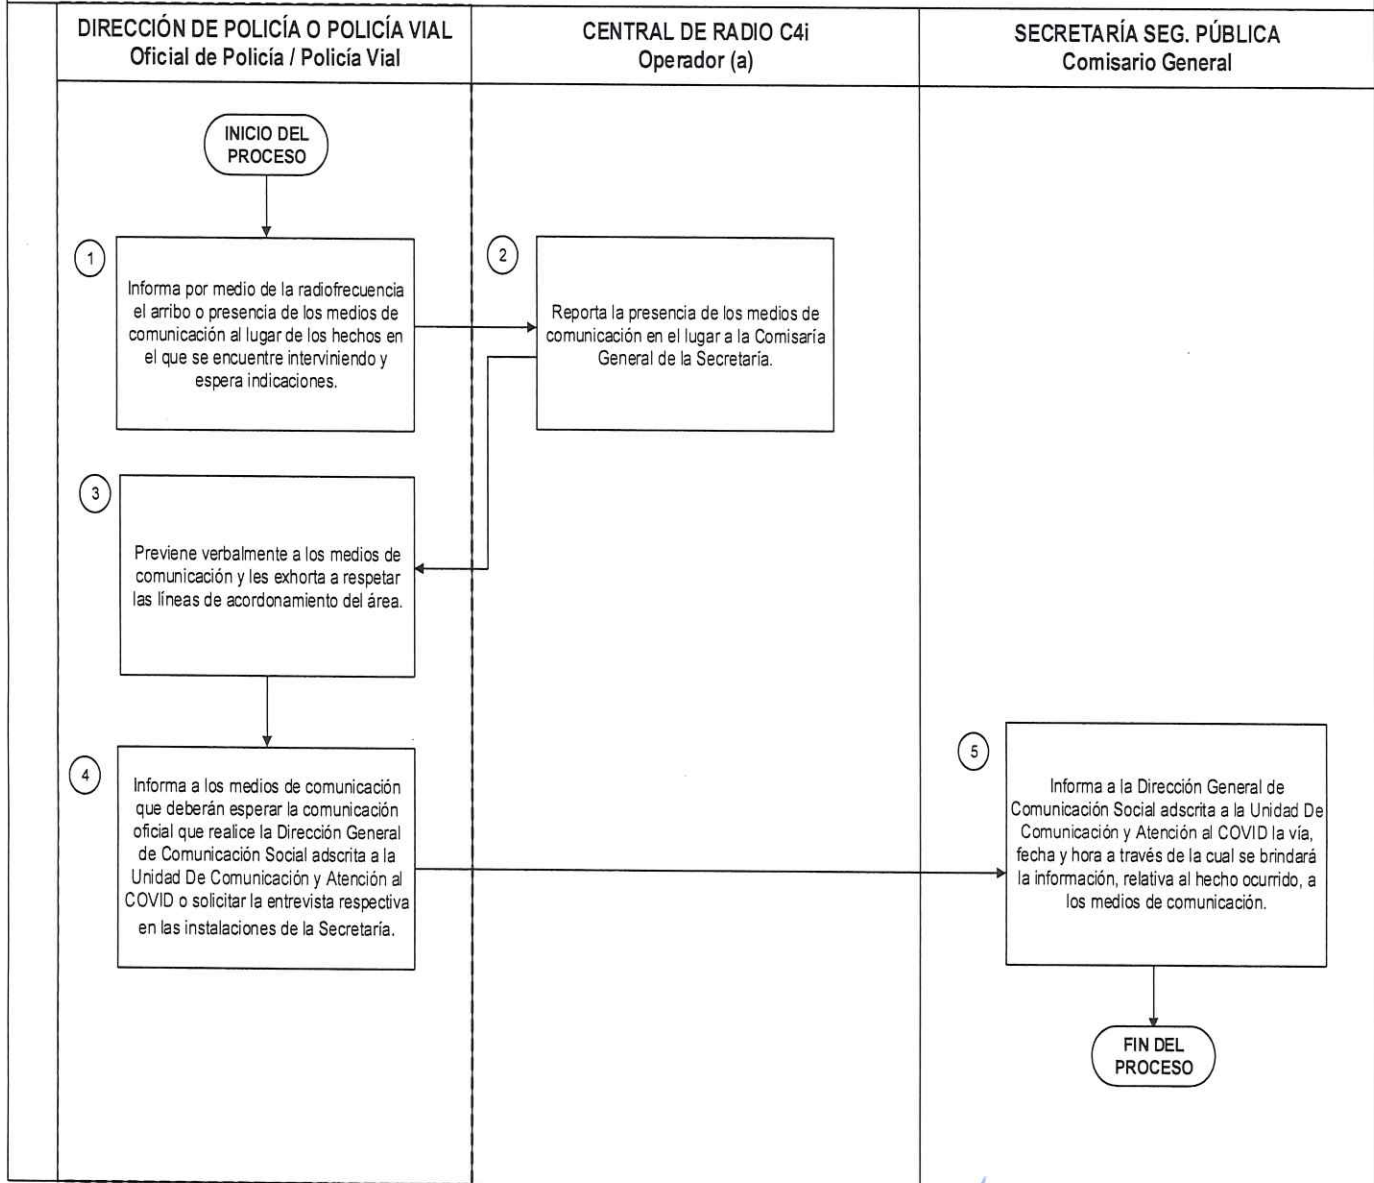 DIRECCIÓN DE POLICÍA O POLICÍA VIAL
Oficial de Policía / Policía Vial
CENTRAL DE RADIO C4i
Operador (a)
SECRETARÍA SEG. PÚBLICA
Comisario General
INICIO DEL
PROCESO
1
Informa por medio de la radiofrecuencia
el arribo o presencia de los medios de
comunicación al lugar de los hechos en
el que se encuentre interviniendo y
espera indicaciones.
2
Reporta la presencia de los medios de
comunicación en el lugar a la Comisaría
General de la Secretaría.
3
Previene verbalmente a los medios de
comunicación y les exhorta a respetar
las líneas de acordonamiento del área.
4
Informa a los medios de comunicación
que deberán esperar la comunicación
oficial que realice la Dirección General
de Comunicación Social adscrita a la
Unidad De Comunicación y Atención al
COVID o solicitar la entrevista respectiva
en las instalaciones de la Secretaría.
5
Informa a la Dirección General de
Comunicación Social adscrita a la Unidad De
Comunicación y Atención al COVID la vía,
fecha y hora a través de la cual se brindará
la información, relativa al hecho ocurrido, a
los medios de comunicación.
FIN DEL
PROCESO